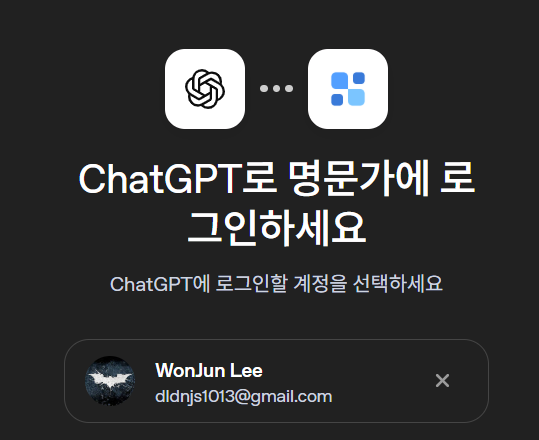 ChatGPT로 명문가에 로
그인하세요
ChatGPT에 로그인할 계정을 선택하세요
WonJun Lee
dldnjs1013@gmail.com